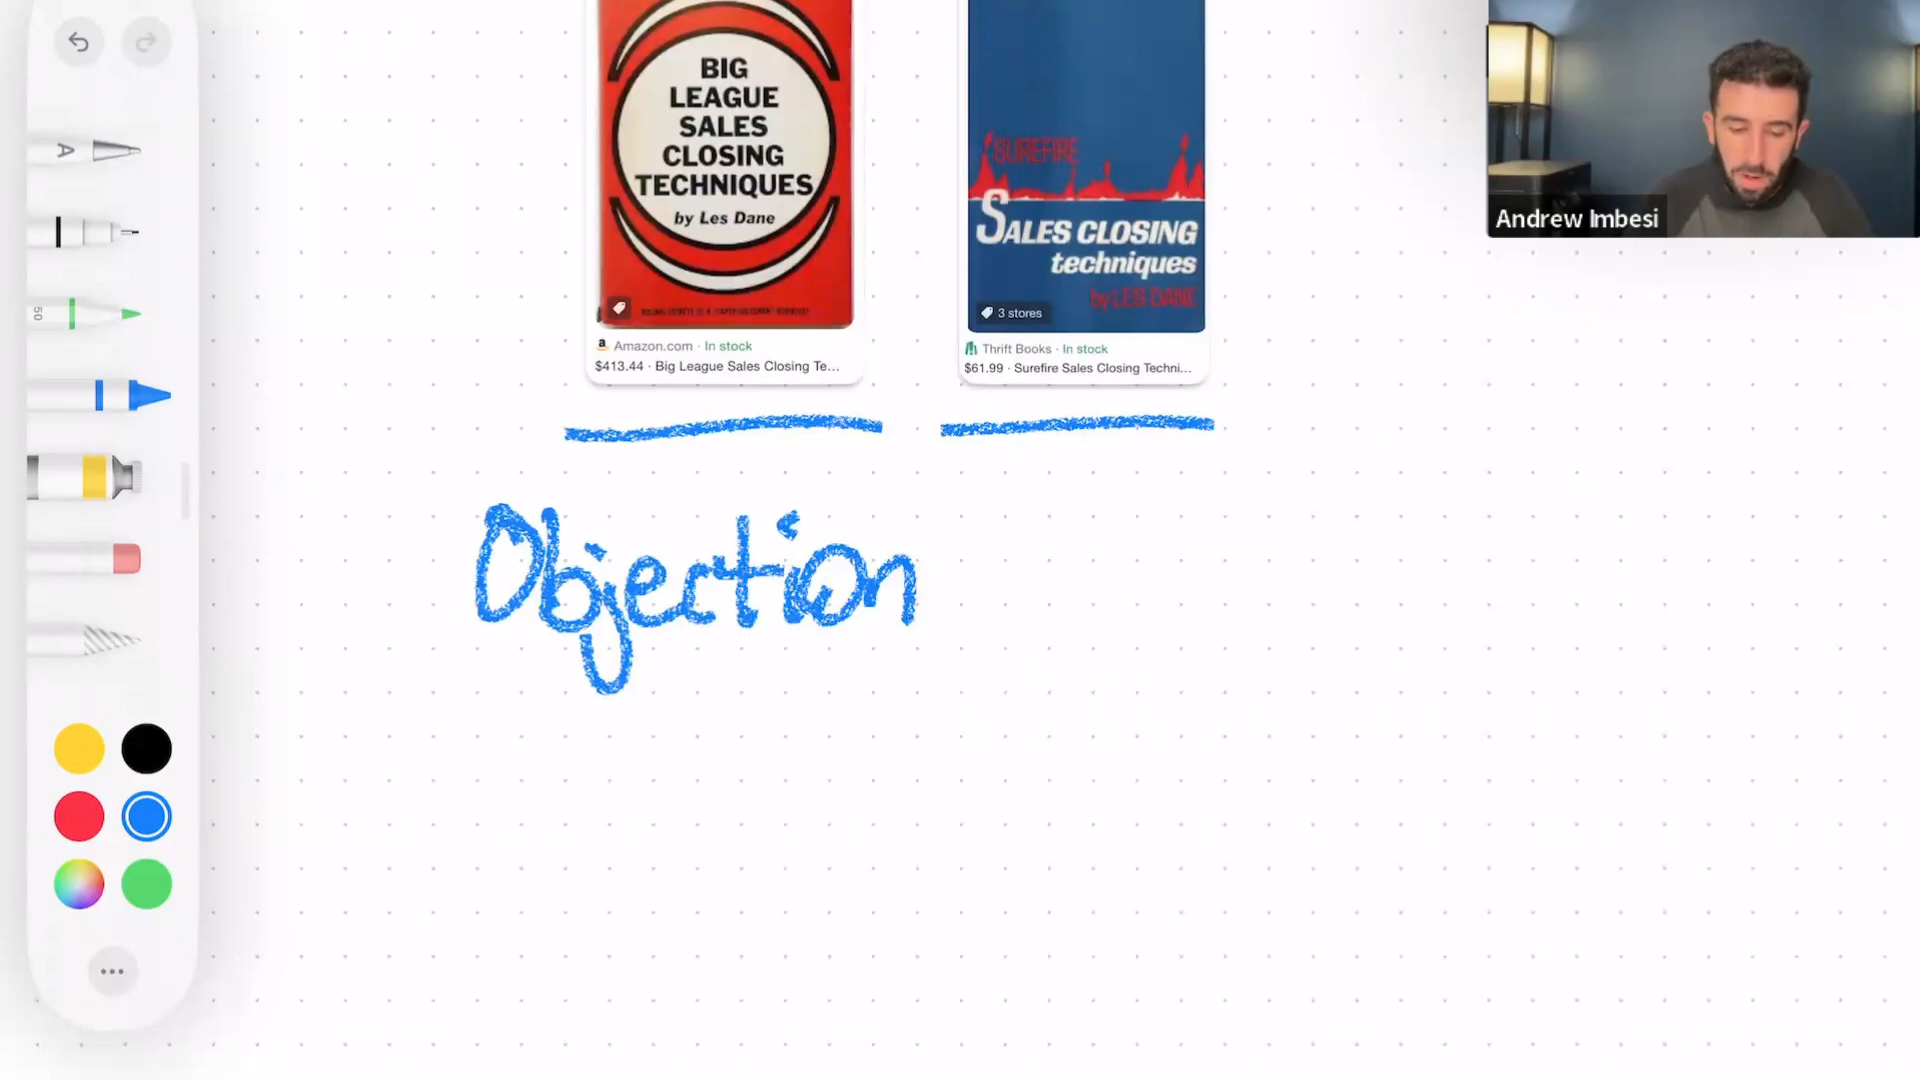 BIG
LEAGUE
SALES
CLOSING
TECHNIQUES
by Les Dane
Amazon.com · In stock
$413.44 · Big League Sales Closing Te...
SUREFIRE
SALES CLOSING
techniques
by LES DANE
3 stores
Thrift Books · In stock
$61.99 · Surefire Sales Closing Techni...
Andrew Imbesi
A
50
Objection